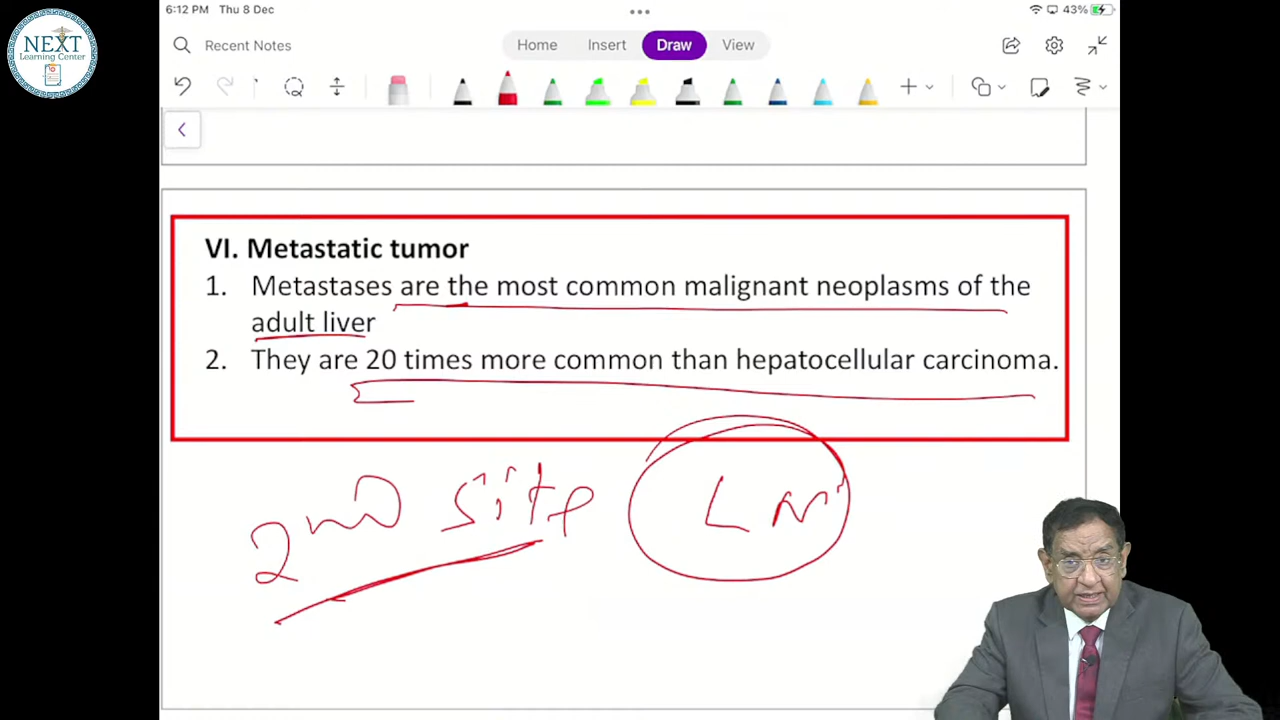 6:12 PM Thu 8 Dec
43%
NEXT
Learning Center
Recent Notes
Home Insert Draw View
VI. Metastatic tumor
1. Metastases are the most common malignant neoplasms of the
adult liver
2. They are 20 times more common than hepatocellular carcinoma.
2nd site
LN